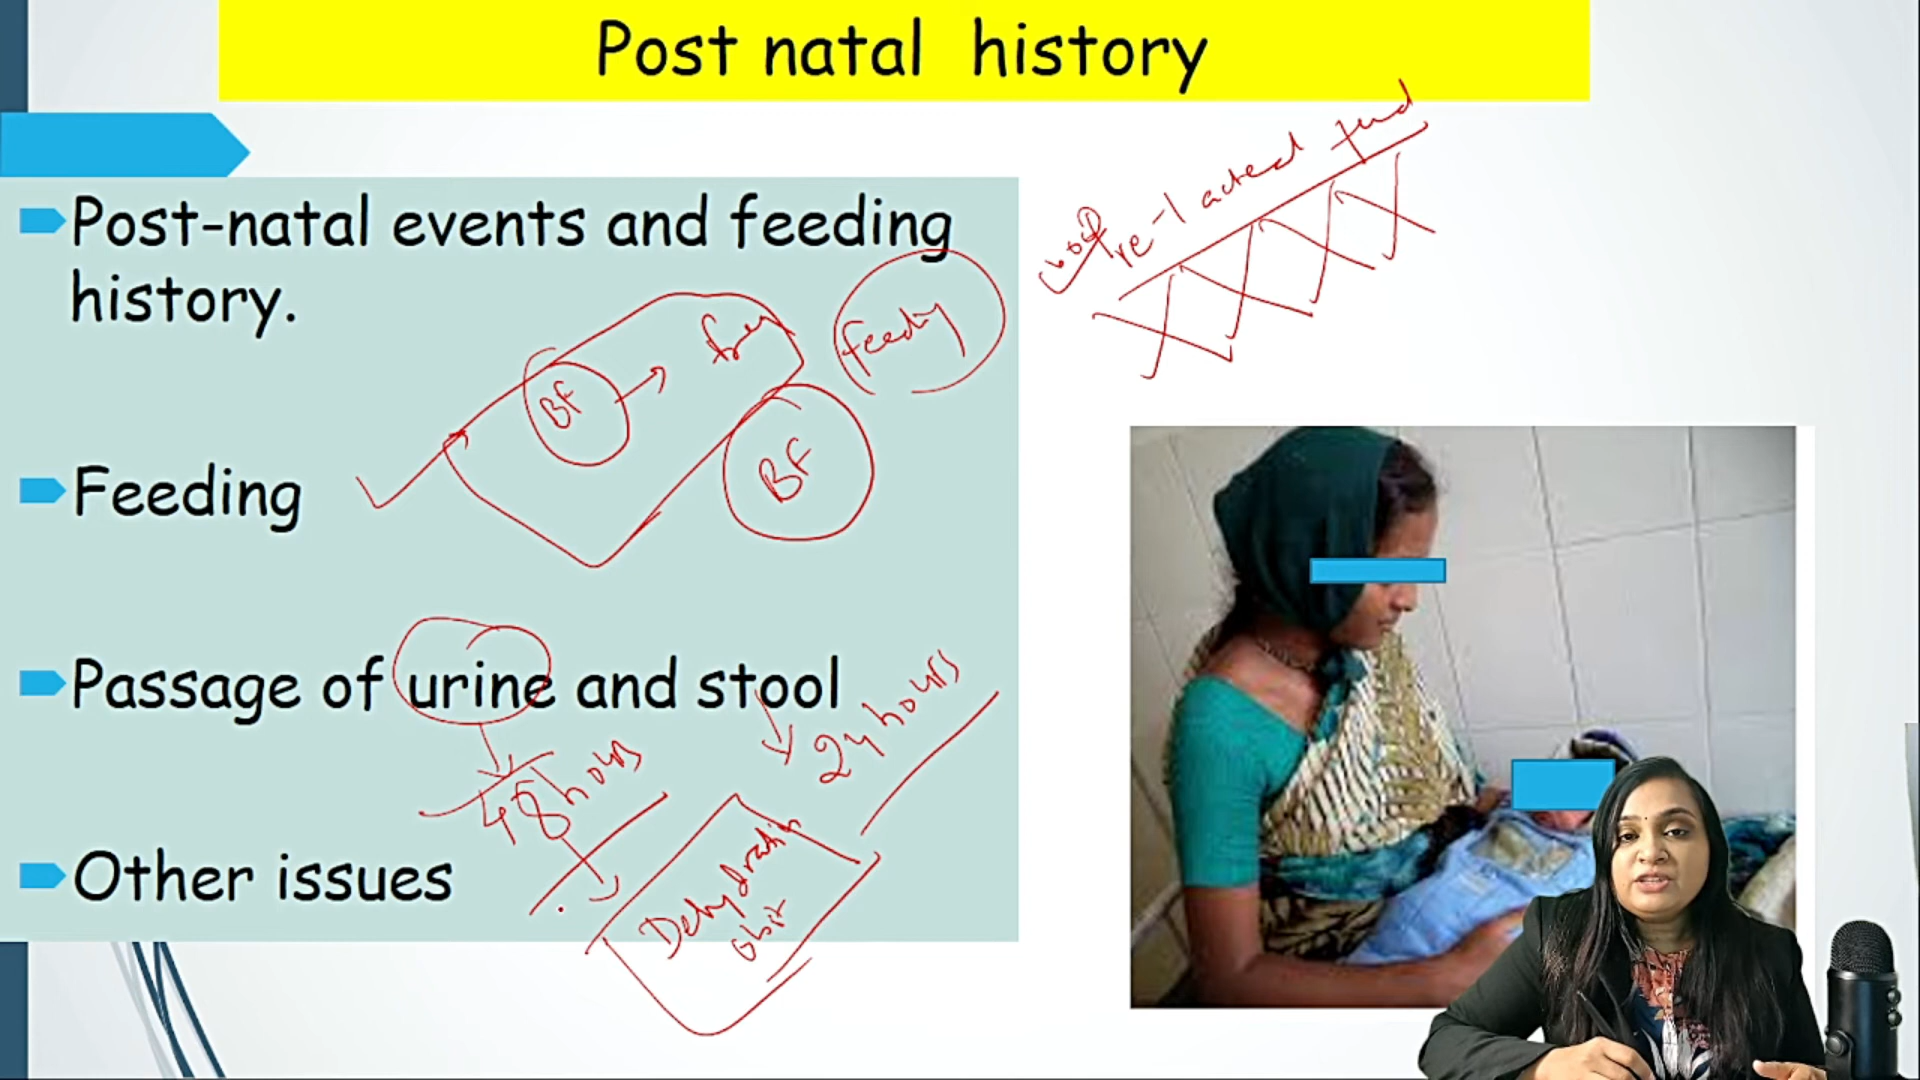 Post natal history
Post-natal events and feeding
history.
Feeding
Passage of urine and stool
Other issues
BF
feeding
BF
48 hours
24 hours
Dehydration